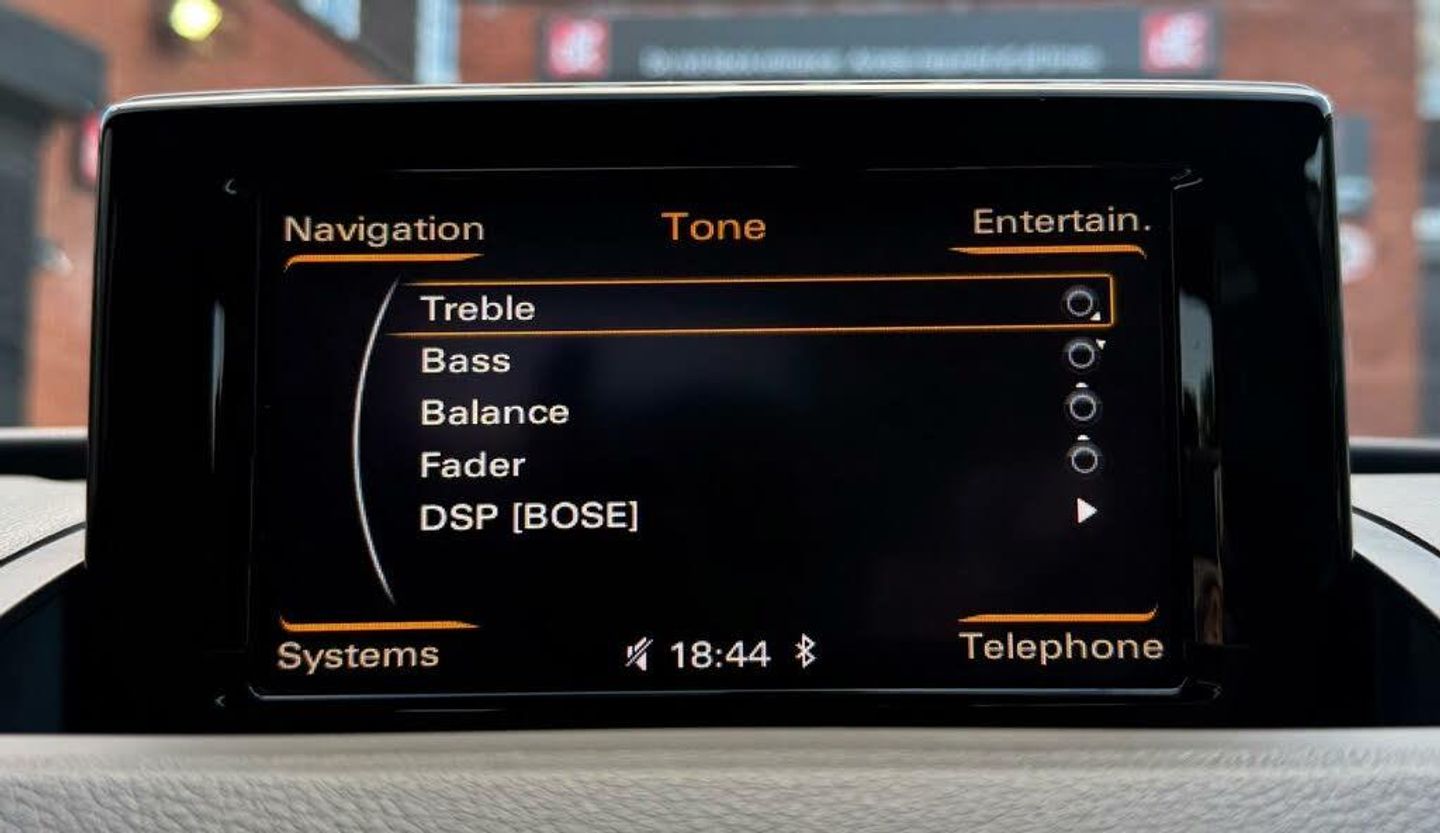 Navigation
Tone
Entertain.
Treble
Bass
Balance
Fader
DSP [BOSE]
Systems
18:44
Telephone